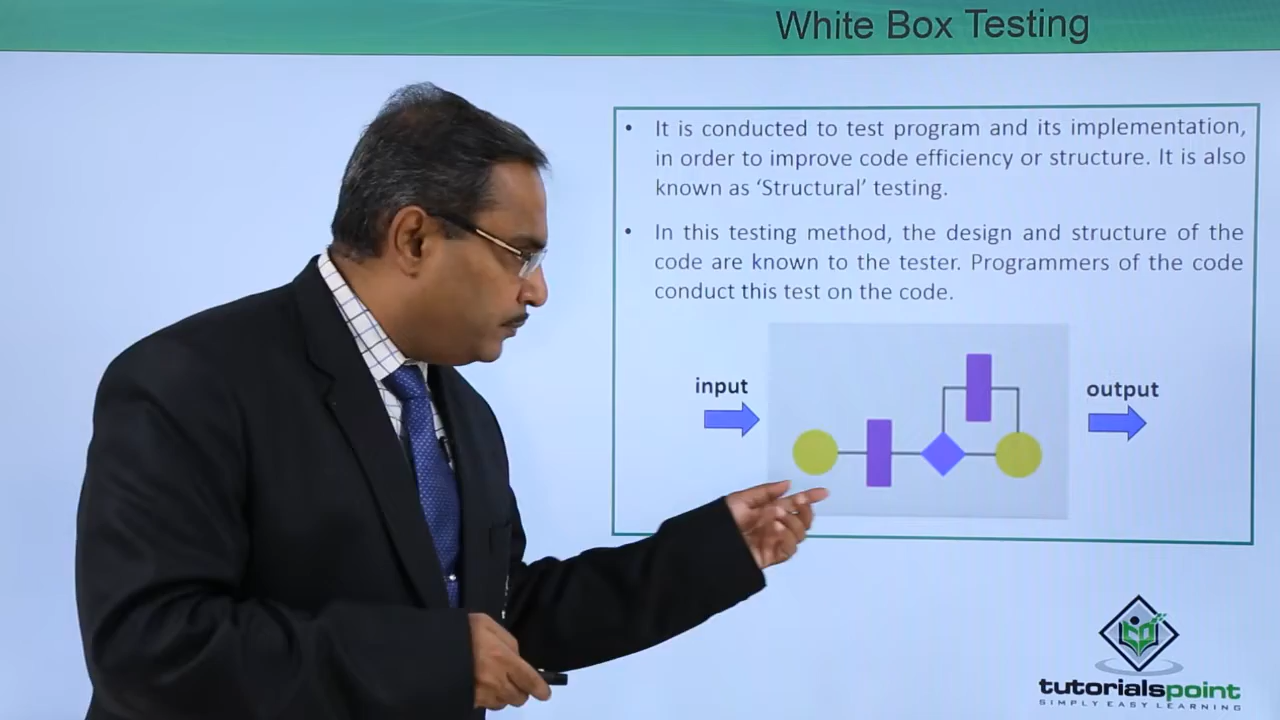 White Box Testing
• It is conducted to test program and its implementation,
in order to improve code efficiency or structure. It is also
known as ‘Structural’ testing.
• In this testing method, the design and structure of the
code are known to the tester. Programmers of the code
conduct this test on the code.
input
output
tutorialspoint
SIMPLY EASY LEARNING